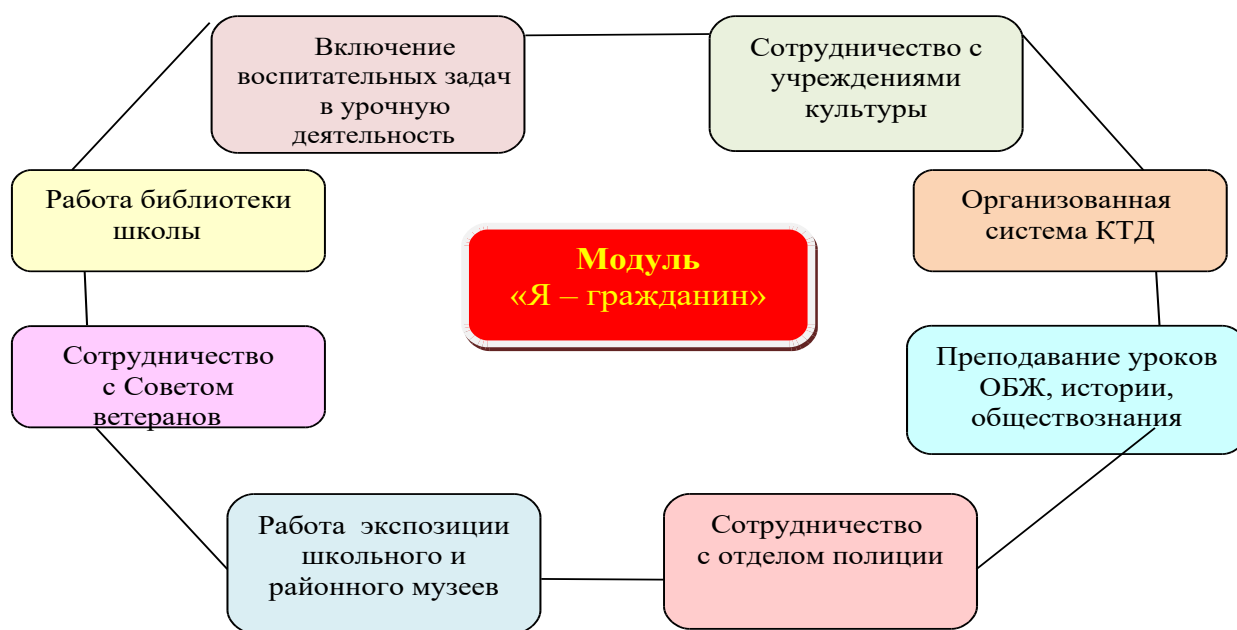 Включение
воспитательных задач
в урочную
деятельность
Сотрудничество с
учреждениями
культуры
Работа библиотеки
школы
Организованная
система КТД
Модуль
«Я – гражданин»
Сотрудничество
с Советом
ветеранов
Преподавание уроков
ОБЖ, истории,
обществознания
Работа экспозиции
школьного и
районного музеев
Сотрудничество
с отделом полиции